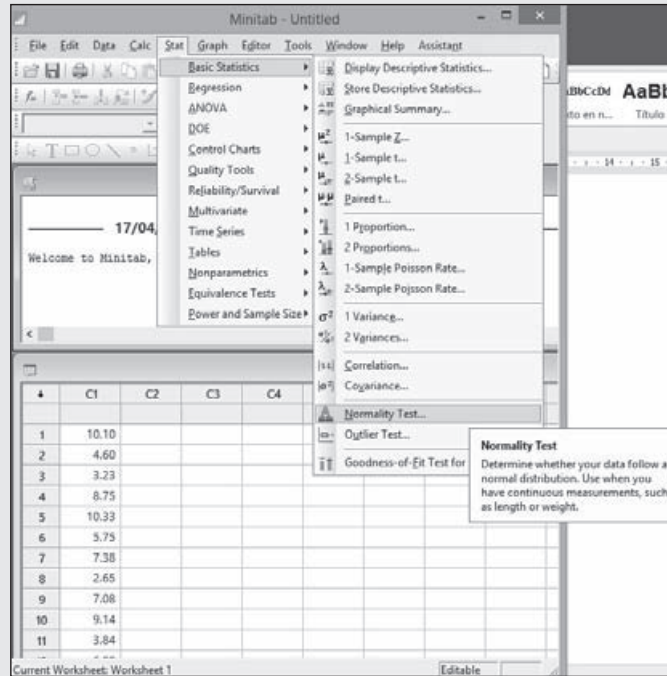 Minitab - Untitled
File Edit Data Calc Stat Graph Editor Tools Window Help Assistant
Basic Statistics
Regression
ANOVA
DOE
Control Charts
Quality Tools
Reliability/Survival
Multivariate
Time Series
Tables
Nonparametrics
Equivalence Tests
Power and Sample Size
Display Descriptive Statistics...
Store Descriptive Statistics...
Graphical Summary...
1-Sample Z...
1-Sample t...
2-Sample t...
Paired t...
1 Proportion...
2 Proportions...
1-Sample Poisson Rate...
2-Sample Poisson Rate...
1 Variance...
2 Variances...
Correlation...
Covariance...
Normality Test...
Outlier Test...
Goodness-of-Fit Test for
Normality Test
Determine whether your data follow a
normal distribution. Use when you
have continuous measurements, such
as length or weight.
17/04
Welcome to Minitab,
C1 C2 C3 C4
1 10.10
2 4.60
3 3.23
4 8.75
5 10.33
6 5.75
7 7.38
8 2.65
9 7.08
10 9.14
11 3.84
Current Worksheet: Worksheet 1
Editable
AaBb
Título
14 15